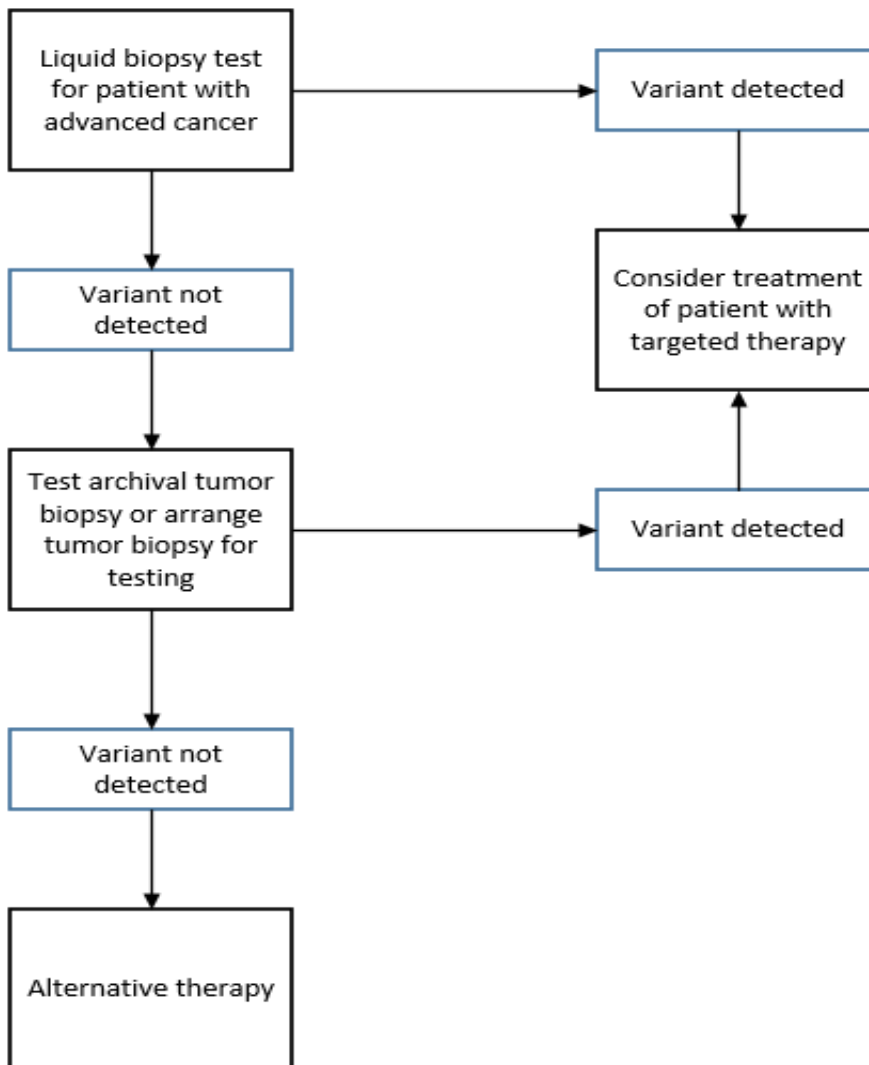 Liquid biopsy test
for patient with
advanced cancer
Variant detected
Variant not
detected
Consider treatment
of patient with
targeted therapy
Test archival tumor
biopsy or arrange
tumor biopsy for
testing
Variant detected
Variant not
detected
Alternative therapy